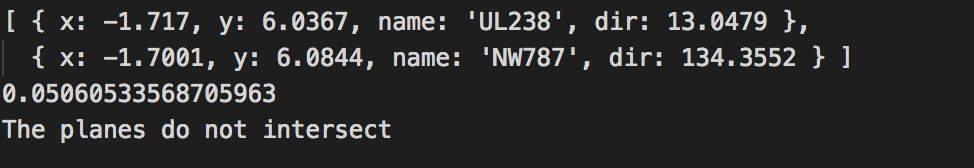 [ { x: -1.717, y: 6.0367, name: 'UL238', dir: 13.0479 },
  { x: -1.7001, y: 6.0844, name: 'NW787', dir: 134.3552 } ]
0.05060533568705963
The planes do not intersect